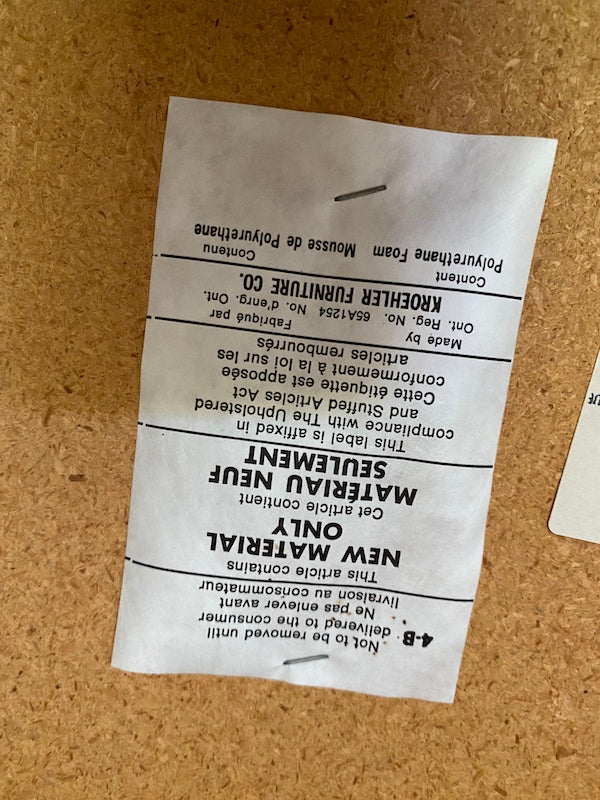 Not to be removed until
4-B delivered to the consumer
Ne pas enlever avant
livraison au consommateur
This article contains
NEW MATERIAL
ONLY
Cet article contient
MATÉRIAU NEUF
SEULEMENT
This label is affixed in
compliance with The Upholstered
and Stuffed Articles Act
Cette étiquette est apposée
conformement à la loi sur les
articles rembourrés
Made by Fabriqué par
Ont. Reg. No. 65A1254 No. d'enrg. Ont.
KROEHLER FURNITURE CO.
Content Contenu
Polyurethane Foam Mousse de Polyurethane